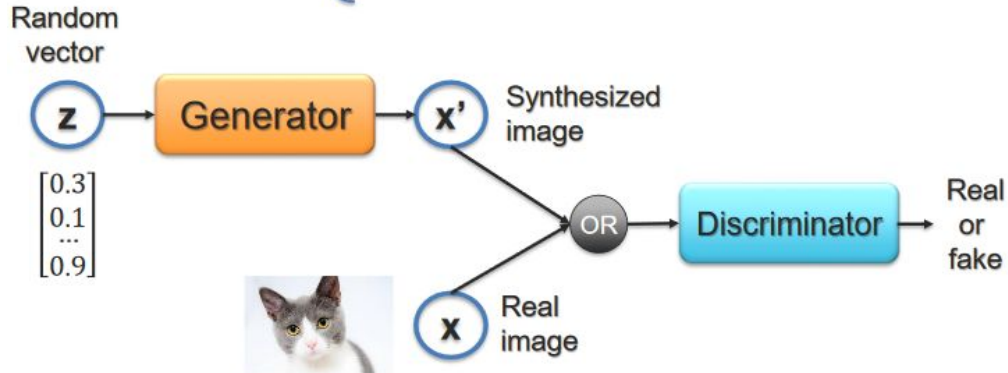 Random
vector
z
Generator
x'
Synthesized
image
[0.3
0.1
...
0.9]
OR
Discriminator
Real
or
fake
x
Real
image